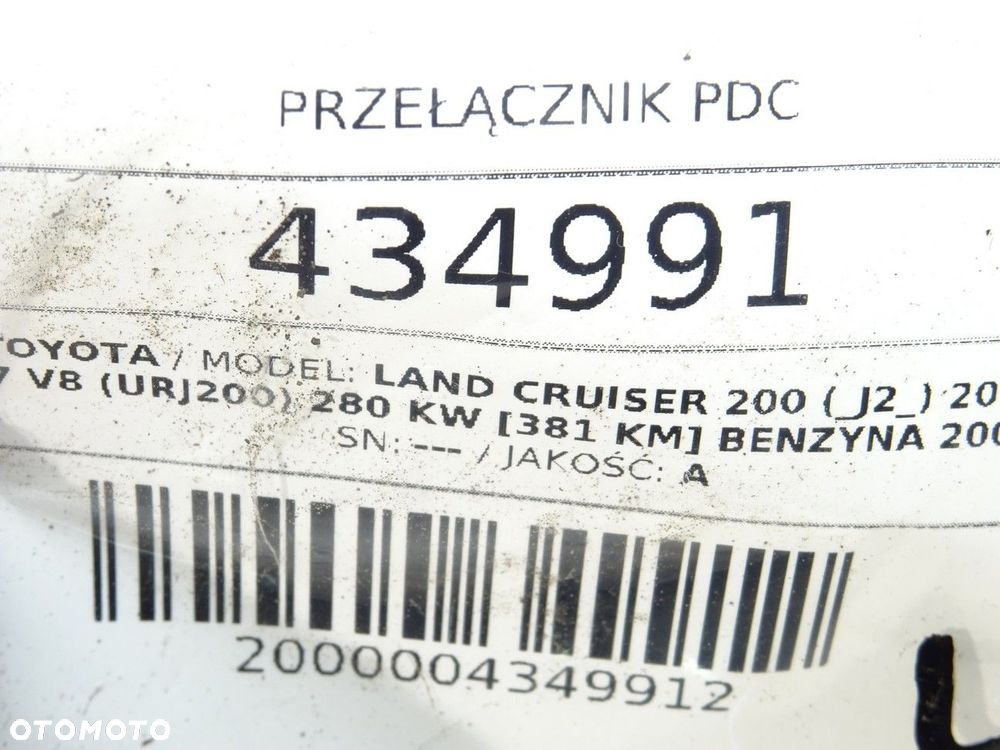 PRZEŁĄCZNIK PDC
434991
TOYOTA / MODEL: LAND CRUISER 200 (_J2_) 20
7 V8 (URJ200) 280 KW [381 KM] BENZYNA 200
SN: --- / JAKOŚĆ: A
2000004349912
OTOMOTO